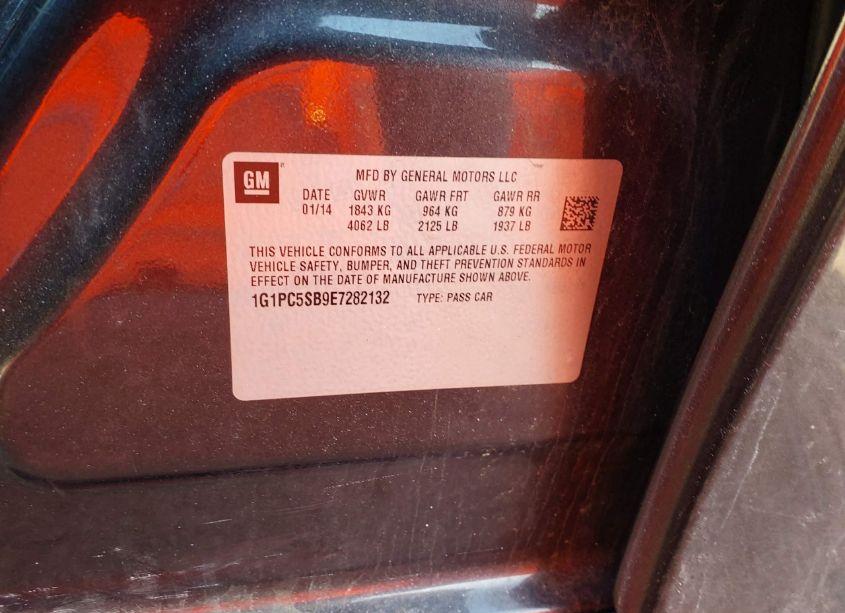 GM ® MFD BY GENERAL MOTORS LLC
DATE GVWR GAWR FRT GAWR RR
01/14 1843 KG 964 KG 879 KG
4062 LB 2125 LB 1937 LB
THIS VEHICLE CONFORMS TO ALL APPLICABLE U.S. FEDERAL MOTOR
VEHICLE SAFETY, BUMPER, AND THEFT PREVENTION STANDARDS IN
EFFECT ON THE DATE OF MANUFACTURE SHOWN ABOVE.
1G1PC5SB9E7282132 TYPE: PASS CAR